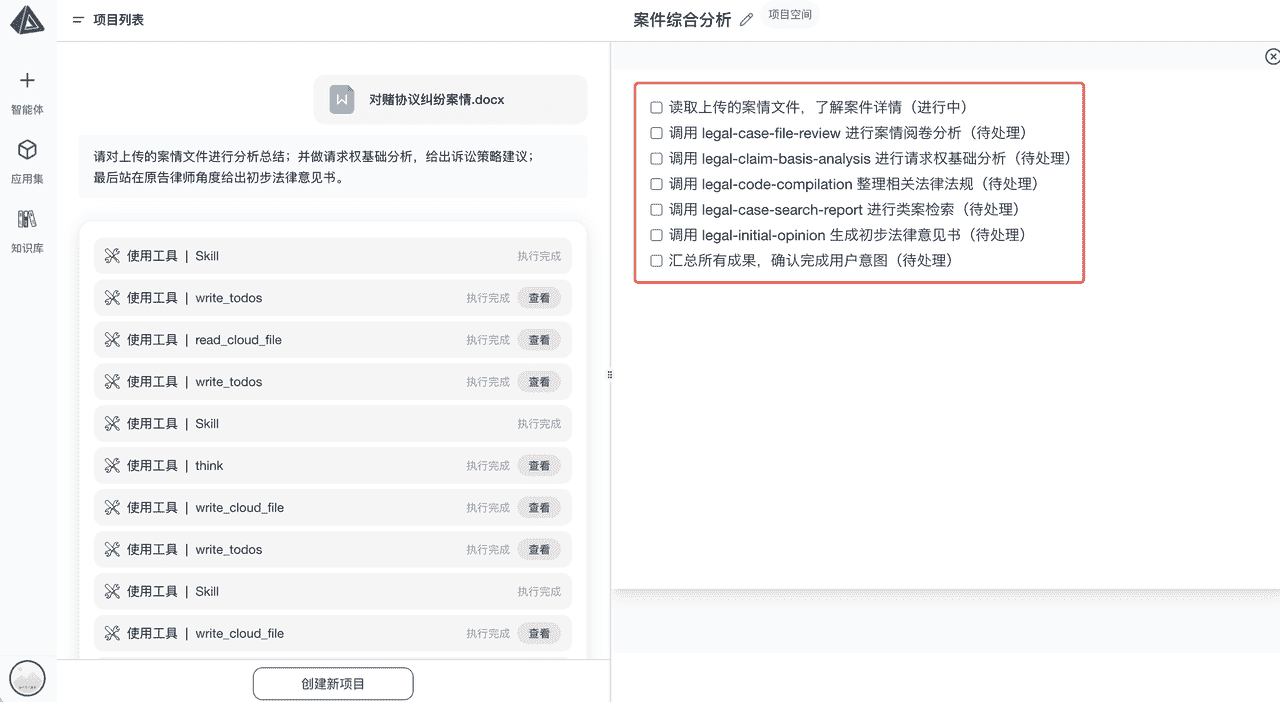 项目列表
案件综合分析
项目空间
智能体
应用集
知识库
W
对赌协议纠纷案情.docx
请对上传的案情文件进行分析总结；并做请求权基础分析，给出诉讼策略建议；
最后站在原告律师角度给出初步法律意见书。
使用工具 | Skill 执行完成
使用工具 | write_todos 执行完成 查看
使用工具 | read_cloud_file 执行完成 查看
使用工具 | write_todos 执行完成 查看
使用工具 | Skill 执行完成
使用工具 | think 执行完成 查看
使用工具 | write_cloud_file 执行完成 查看
使用工具 | write_todos 执行完成 查看
使用工具 | Skill 执行完成
使用工具 | write_cloud_file 执行完成 查看
创建新项目
读取上传的案情文件，了解案件详情（进行中）
调用 legal-case-file-review 进行案情阅卷分析（待处理）
调用 legal-claim-basis-analysis 进行请求权基础分析（待处理）
调用 legal-code-compilation 整理相关法律法规（待处理）
调用 legal-case-search-report 进行类案检索（待处理）
调用 legal-initial-opinion 生成初步法律意见书（待处理）
汇总所有成果，确认完成用户意图（待处理）